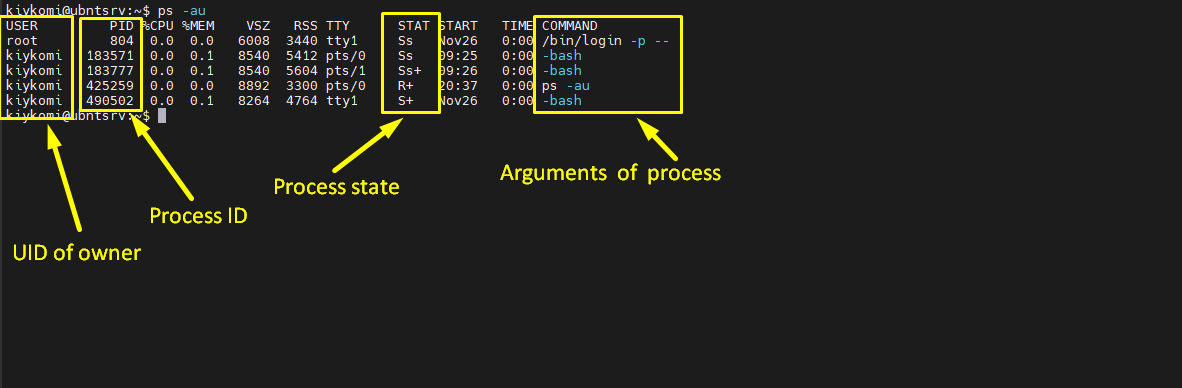 kiykomi@ubntsrv:~$ ps -au
USER PID %CPU %MEM VSZ RSS TTY STAT START TIME COMMAND
root 804 0.0 0.0 6008 3440 tty1 Ss Nov26 0:00 /bin/login -p --
kiykomi 183571 0.0 0.1 8540 5412 pts/0 Ss 09:25 0:00 -bash
kiykomi 183777 0.0 0.1 8540 5604 pts/1 Ss+ 09:26 0:00 -bash
kiykomi 425259 0.0 0.0 8892 3300 pts/0 R+ 20:37 0:00 ps -au
kiykomi 490502 0.0 0.1 8264 4764 tty1 S+ Nov26 0:00 -bash
kiykomi@ubntsrv:~$
Arguments of process
Process state
Process ID
UID of owner